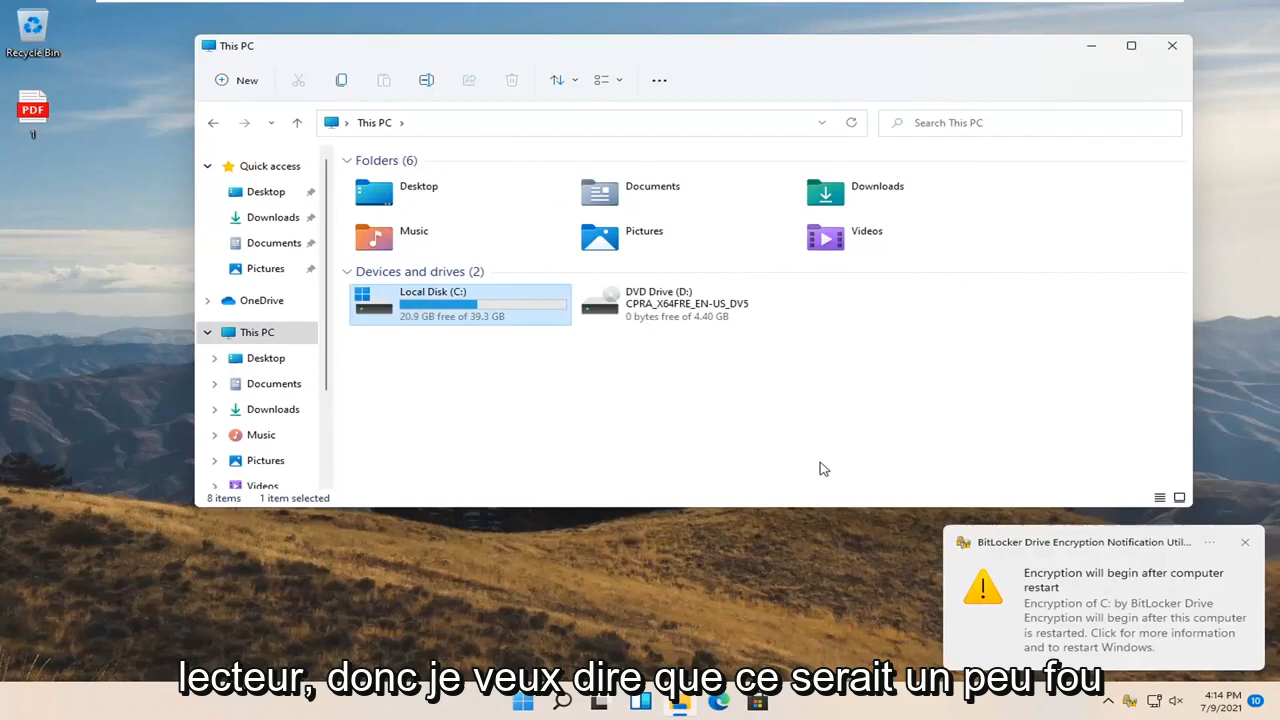 Recycle Bin
PDF
This PC
New
This PC
Search This PC
Quick access
Desktop
Downloads
Documents
Pictures
OneDrive
This PC
Desktop
Documents
Downloads
Music
Pictures
Videos
Folders (6)
Desktop
Documents
Downloads
Music
Pictures
Videos
Devices and drives (2)
Local Disk (C:)
20.9 GB free of 39.3 GB
DVD Drive (D:)
CPRA_X64FRE_EN-US_DV5
0 bytes free of 4.40 GB
8 items 1 item selected
BitLocker Drive Encryption Notification Util...
Encryption will begin after computer
restart
Encryption of C: by BitLocker Drive
Encryption will begin after this computer
is restarted. Click for more information
and to restart Windows.
lecteur, donc je veux dire que ce serait un peu fou
4:14 PM
7/9/2021
10